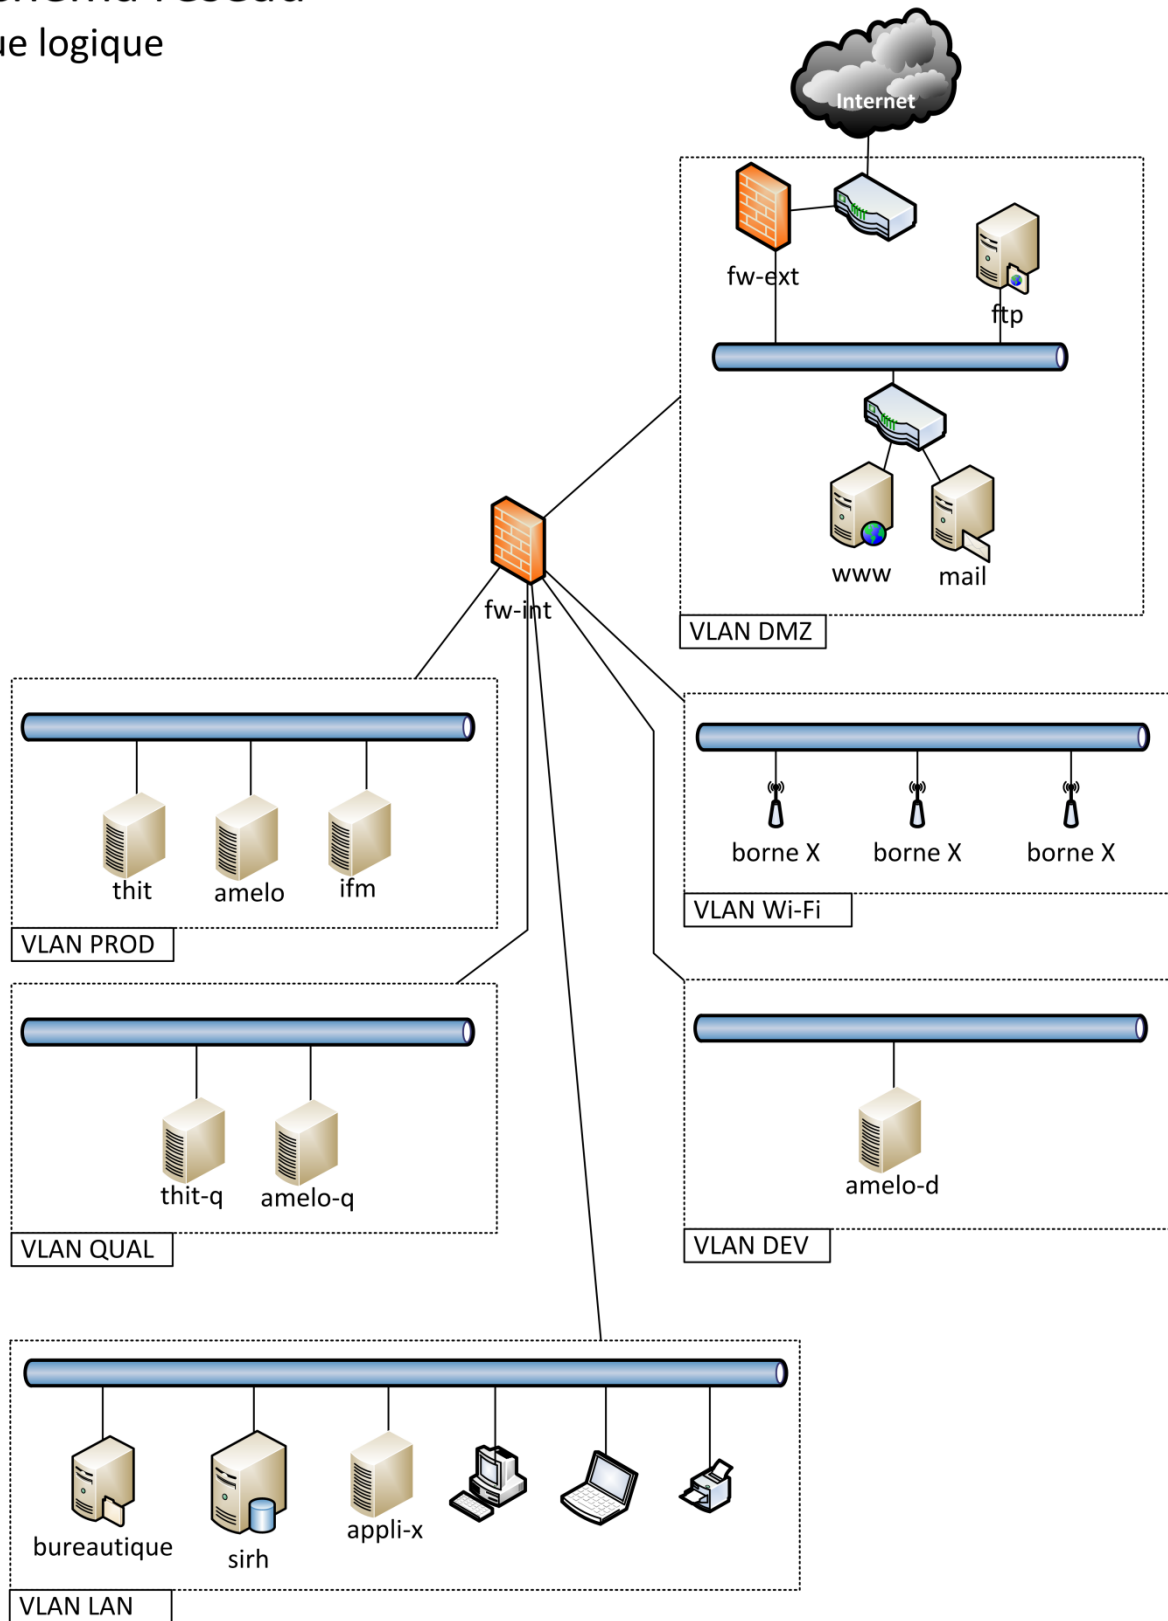 logique
Internet
fw-ext
ftp
www
mail
VLAN DMZ
fw-int
thit
amelo
ifm
VLAN PROD
borne X
borne X
borne X
VLAN Wi-Fi
thit-q
amelo-q
VLAN QUAL
amelo-d
VLAN DEV
bureautique
sirh
appli-x
VLAN LAN